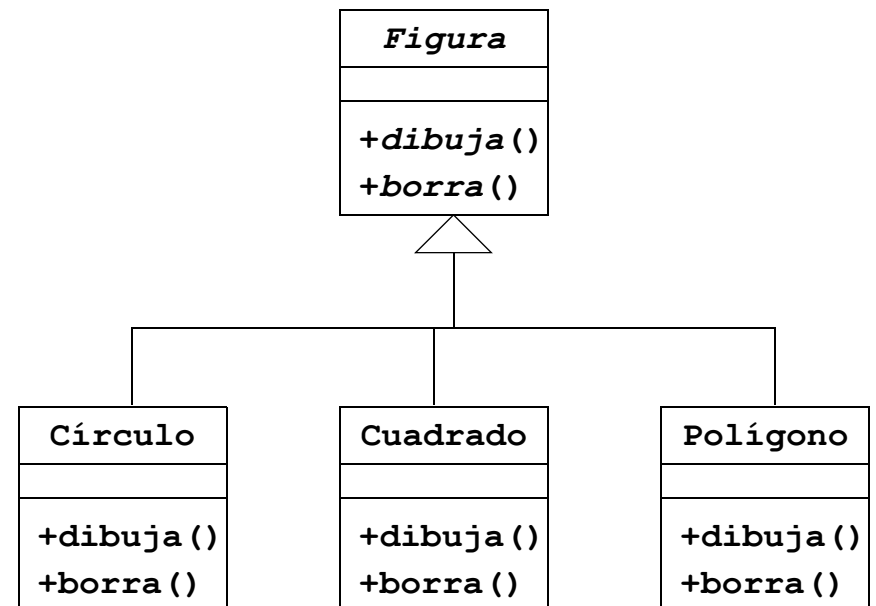 Figura
+dibuja()
+borra()
Círculo
+dibuja()
+borra()
Cuadrado
+dibuja()
+borra()
Polígono
+dibuja()
+borra()